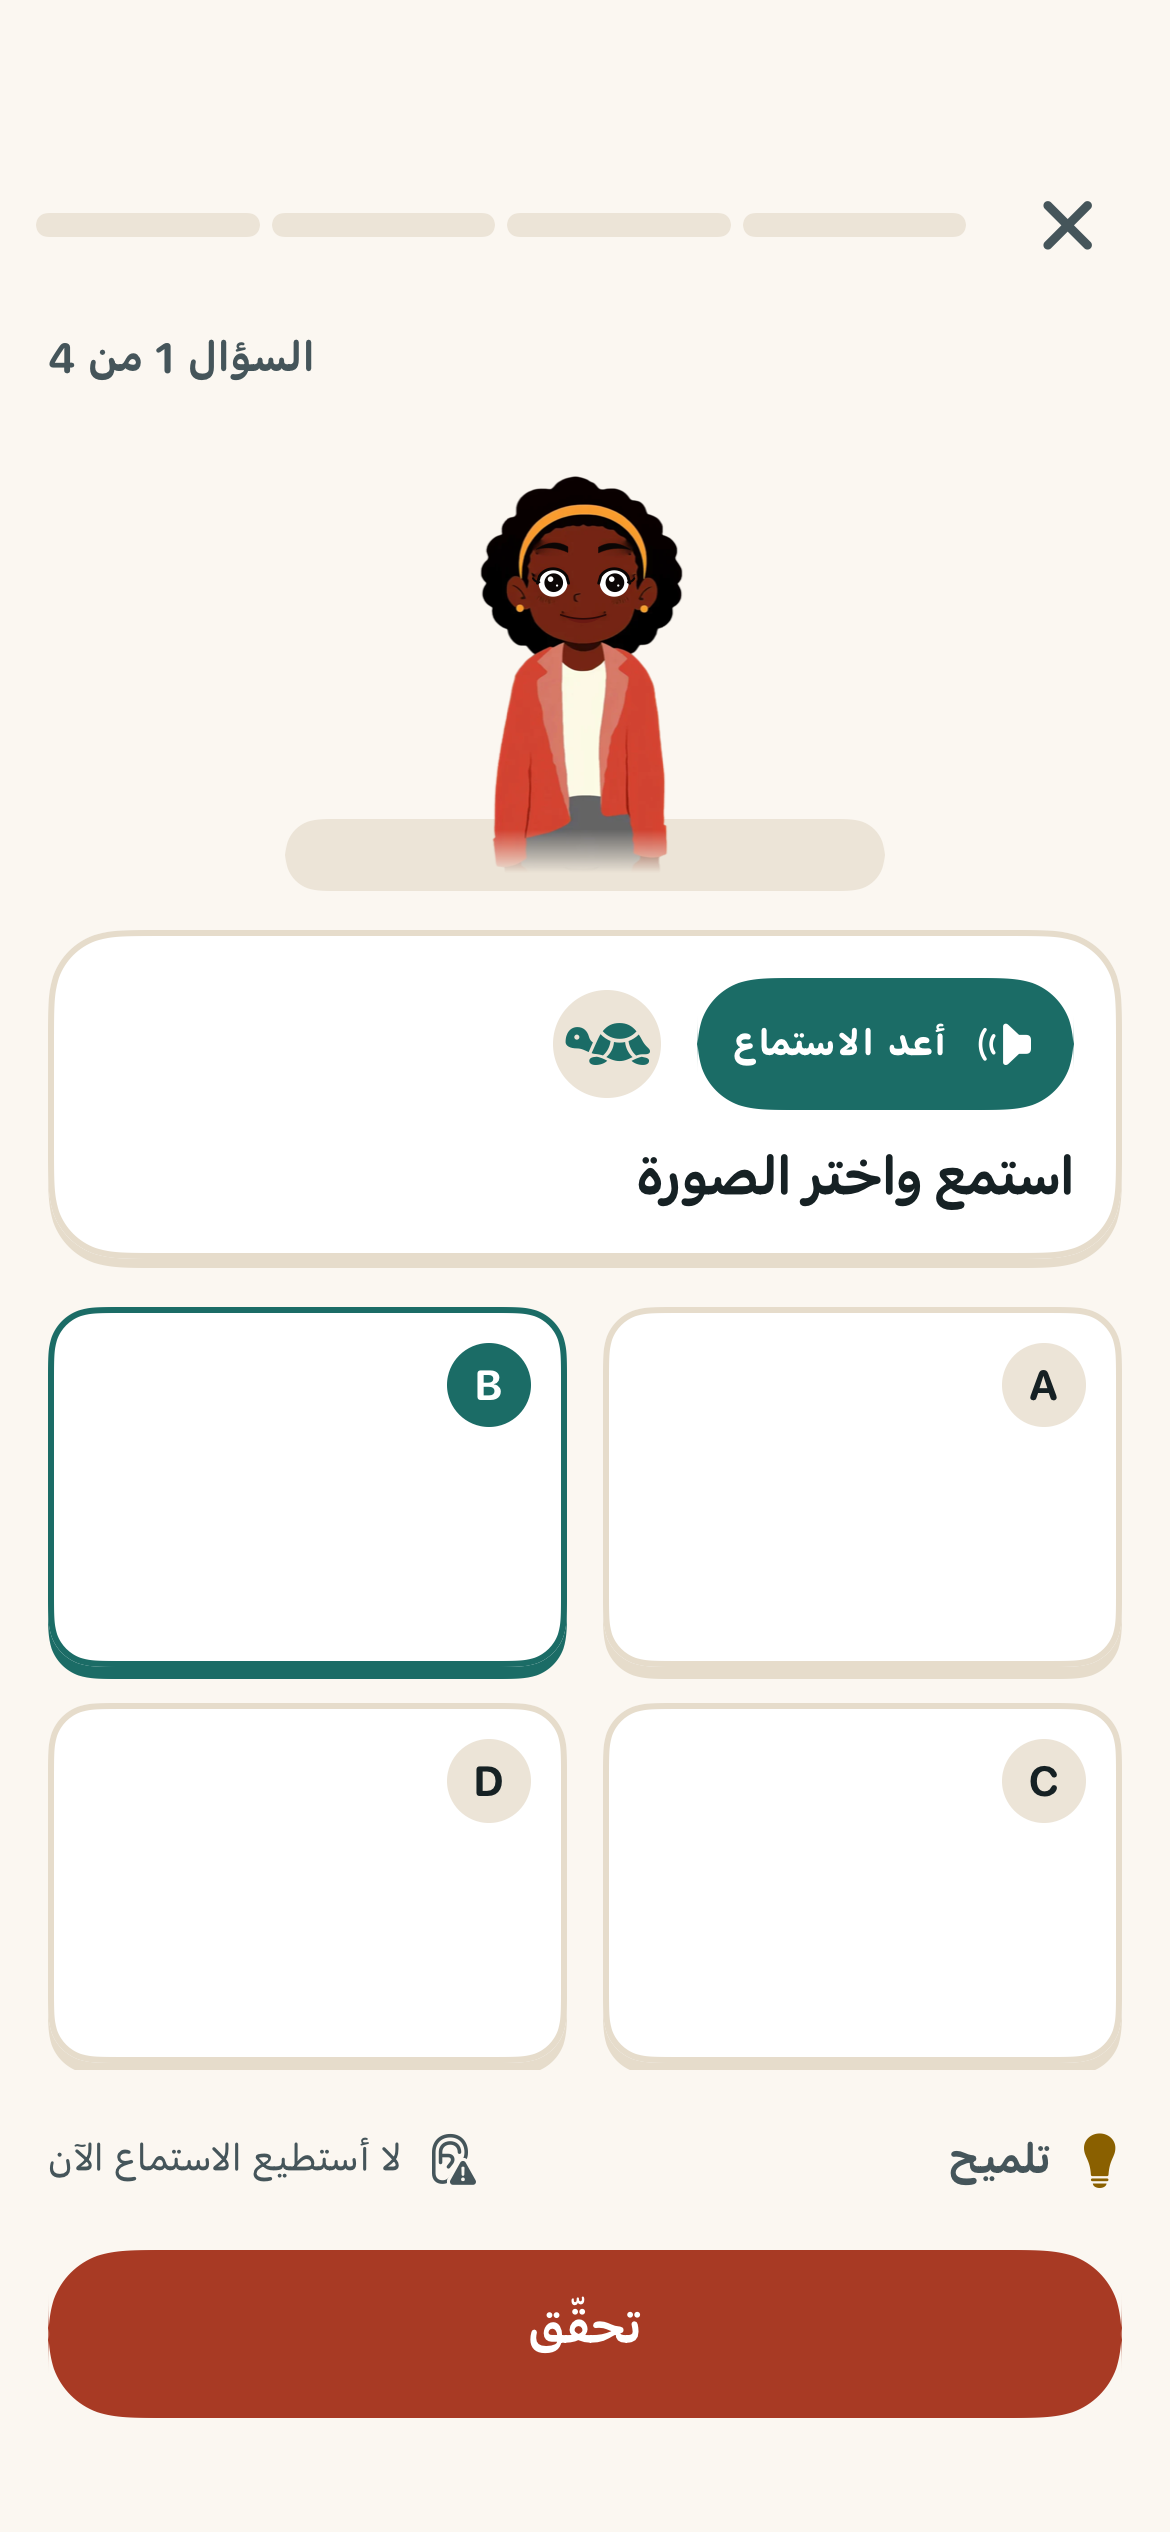 السؤال 1 من 4
أعد الاستماع
استمع واختر الصورة
A
B
C
D
تلميح
لا أستطيع الاستماع الآن
تحقّق